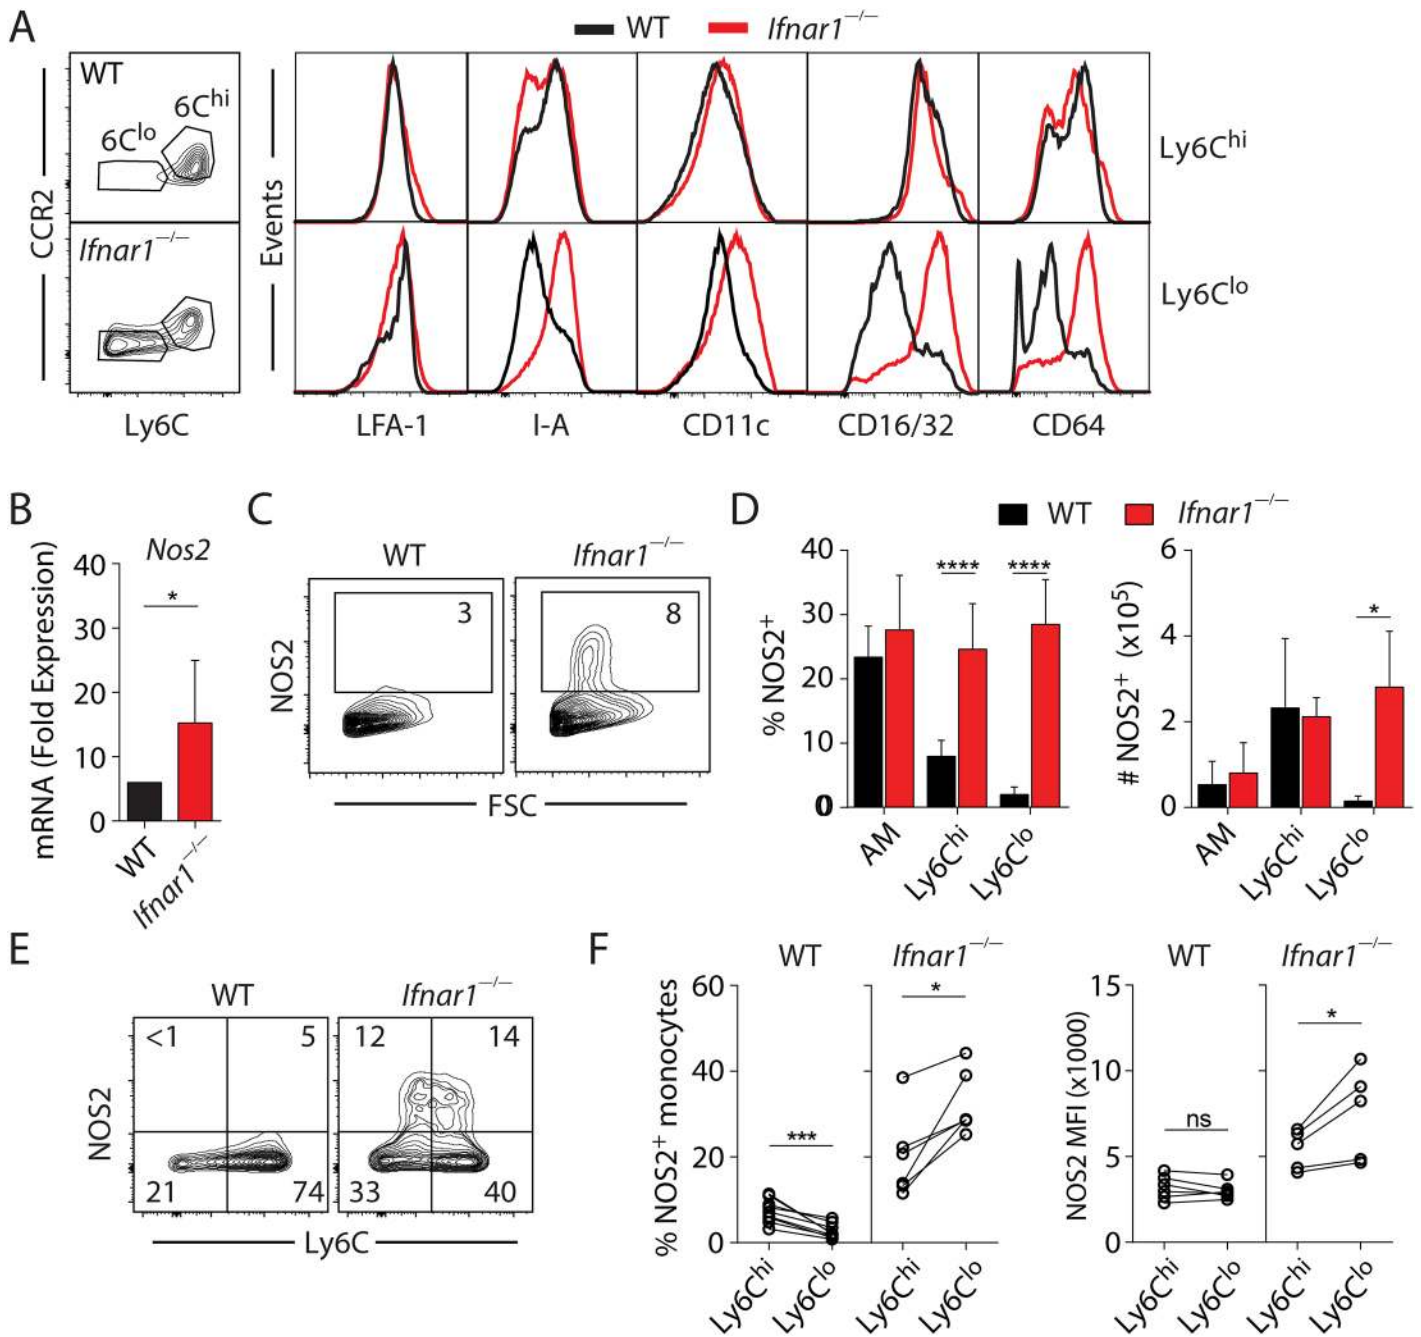 A
WT Ifnar1−/−
WT
6Chi
6Clo
Ifnar1−/−
CCR2
Ly6C
Events
Ly6Chi
Ly6Clo
LFA-1 I-A CD11c CD16/32 CD64
B
Nos2
mRNA (Fold Expression)
40
30
20
10
0
*
WT
Ifnar1−/−
C
WT Ifnar1−/−
NOS2
3
8
FSC
D
WT Ifnar1−/−
% NOS2+
40
30
20
10
0
**** ****
AM Ly6Chi Ly6Clo
# NOS2+ (x10⁵)
6
4
2
0
*
AM Ly6Chi Ly6Clo
E
WT Ifnar1−/−
NOS2
<1 5
21 74
12 14
33 40
Ly6C
F
WT Ifnar1−/−
% NOS2+ monocytes
60
40
20
0
***
*
Ly6Chi Ly6Clo Ly6Chi Ly6Clo
WT Ifnar1−/−
NOS2 MFI (x1000)
15
10
5
0
ns
*
Ly6Chi Ly6Clo Ly6Chi Ly6Clo